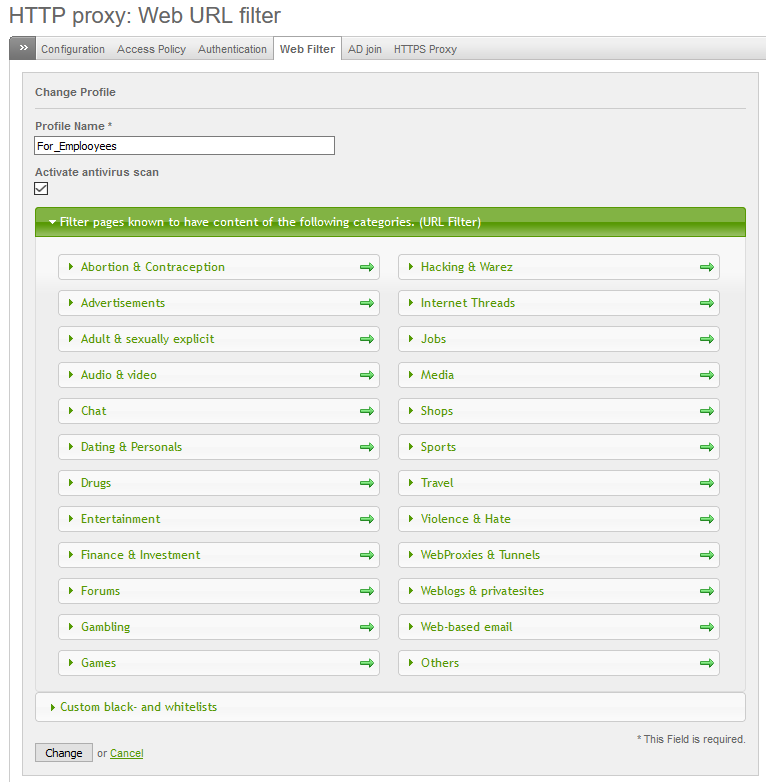 HTTP proxy: Web URL filter
» Configuration Access Policy Authentication Web Filter AD join HTTPS Proxy
Change Profile
Profile Name *
For_Emplooyees
Activate antivirus scan
Filter pages known to have content of the following categories. (URL Filter)
Abortion & Contraception
Hacking & Warez
Advertisements
Internet Threads
Adult & sexually explicit
Jobs
Audio & video
Media
Chat
Shops
Dating & Personals
Sports
Drugs
Travel
Entertainment
Violence & Hate
Finance & Investment
WebProxies & Tunnels
Forums
Weblogs & privatesites
Gambling
Web-based email
Games
Others
Custom black- and whitelists
* This Field is required.
Change or Cancel